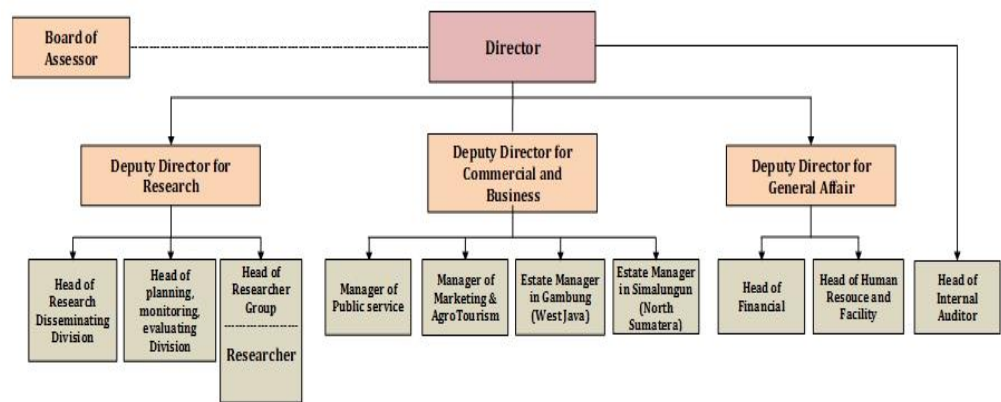 Board of
Assessor
Director
Deputy Director for
Research
Deputy Director for
Commercial and
Business
Deputy Director for
General Affair
Head of
Research
Disseminating
Division
Head of
planning,
monitoring,
evaluating
Division
Head of
Researcher
Group
Researcher
Manager of
Public service
Manager of
Marketing &
AgroTourism
Estate Manager
in Gambung
(West Java)
Estate Manager
in Simalungun
(North
Sumatera)
Head of
Financial
Head of Human
Resouce and
Facility
Head of
Internal
Auditor